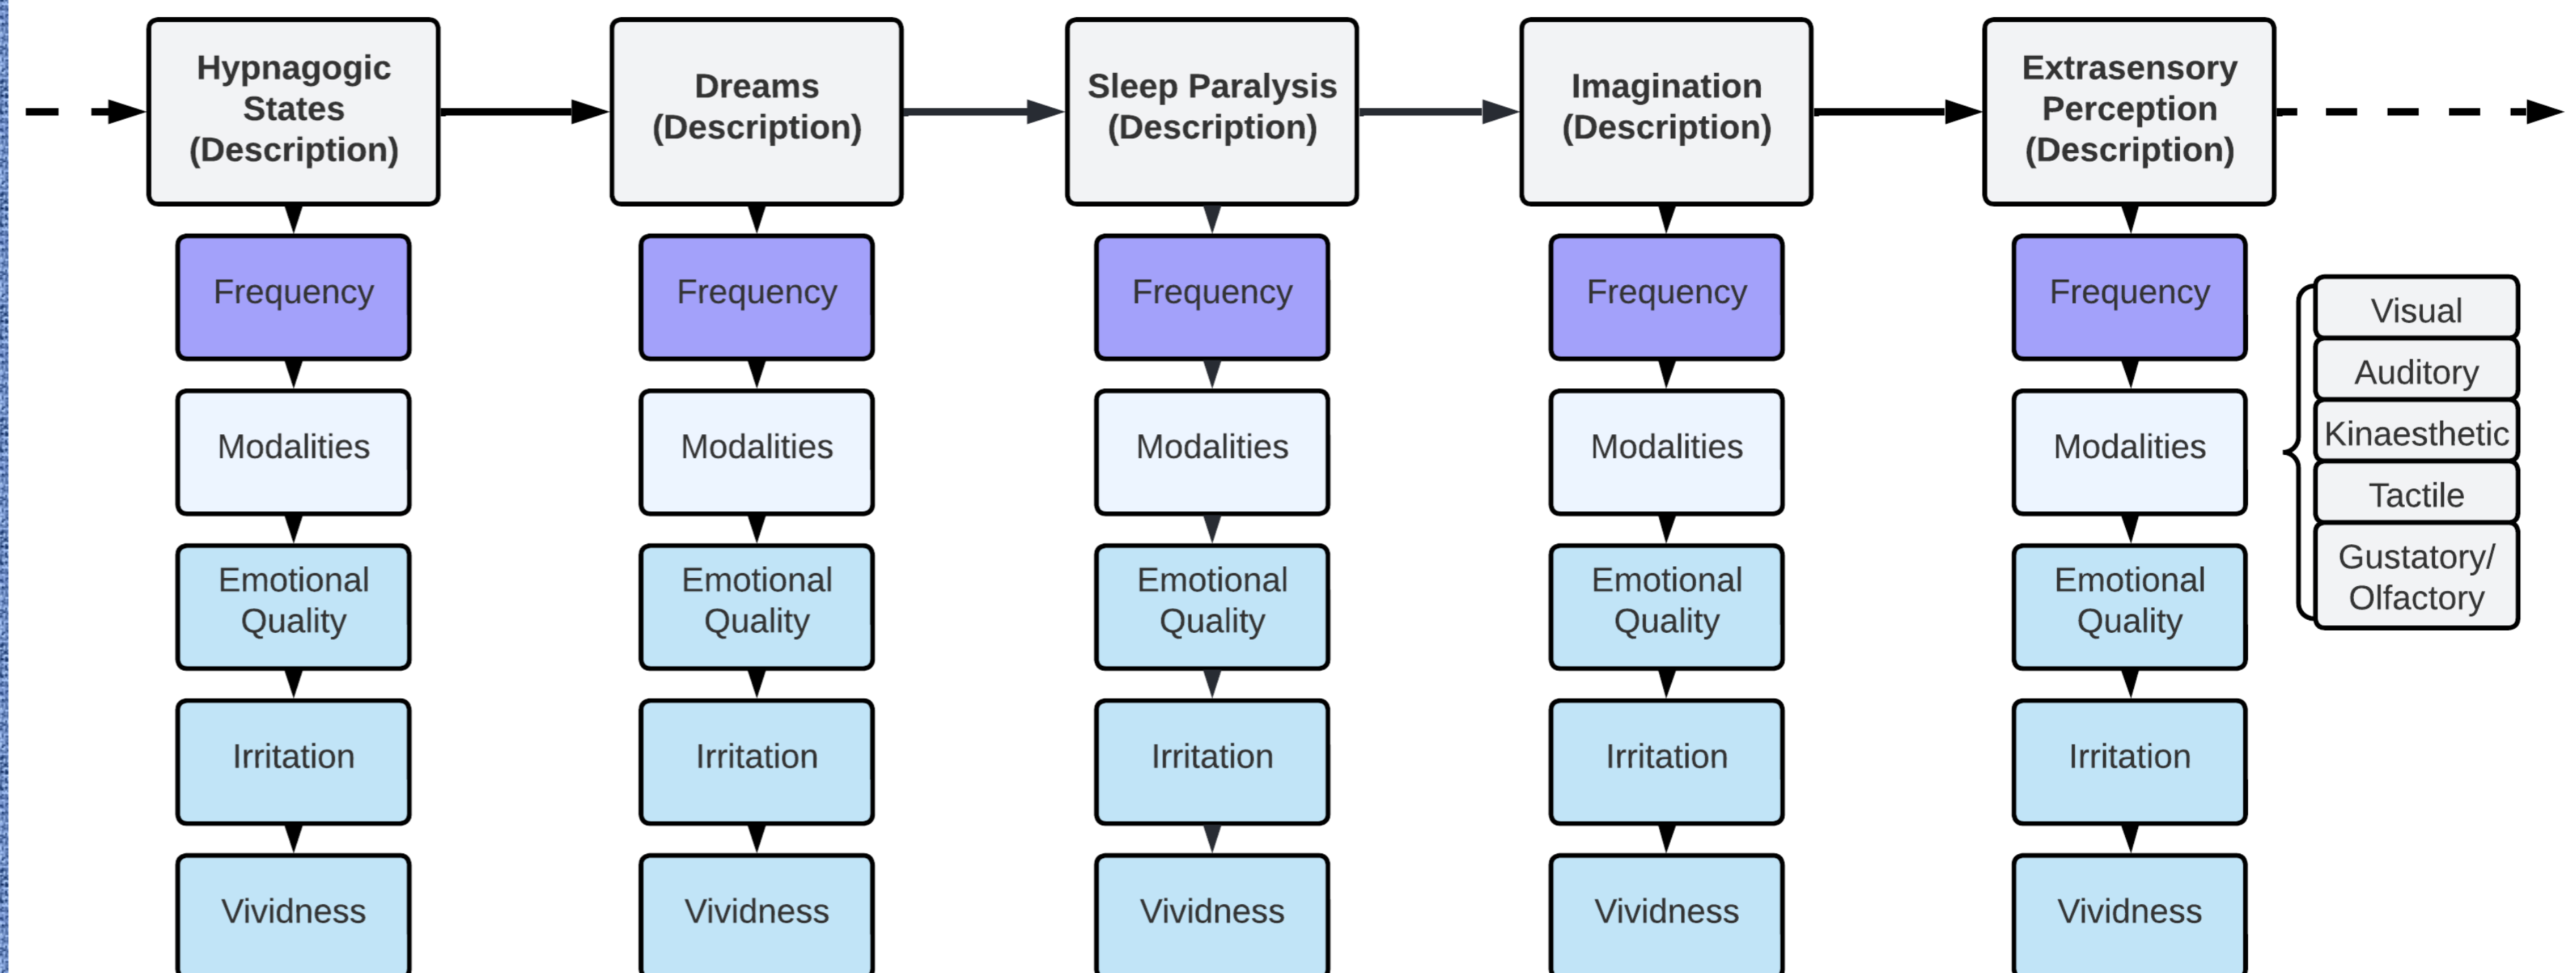 Hypnagogic
States
(Description)
Dreams
(Description)
Sleep Paralysis
(Description)
Imagination
(Description)
Extrasensory
Perception
(Description)
Frequency
Frequency
Frequency
Frequency
Frequency
Modalities
Modalities
Modalities
Modalities
Modalities
Visual
Auditory
Kinaesthetic
Tactile
Gustatory/
Olfactory
Emotional
Quality
Emotional
Quality
Emotional
Quality
Emotional
Quality
Emotional
Quality
Irritation
Irritation
Irritation
Irritation
Irritation
Vividness
Vividness
Vividness
Vividness
Vividness